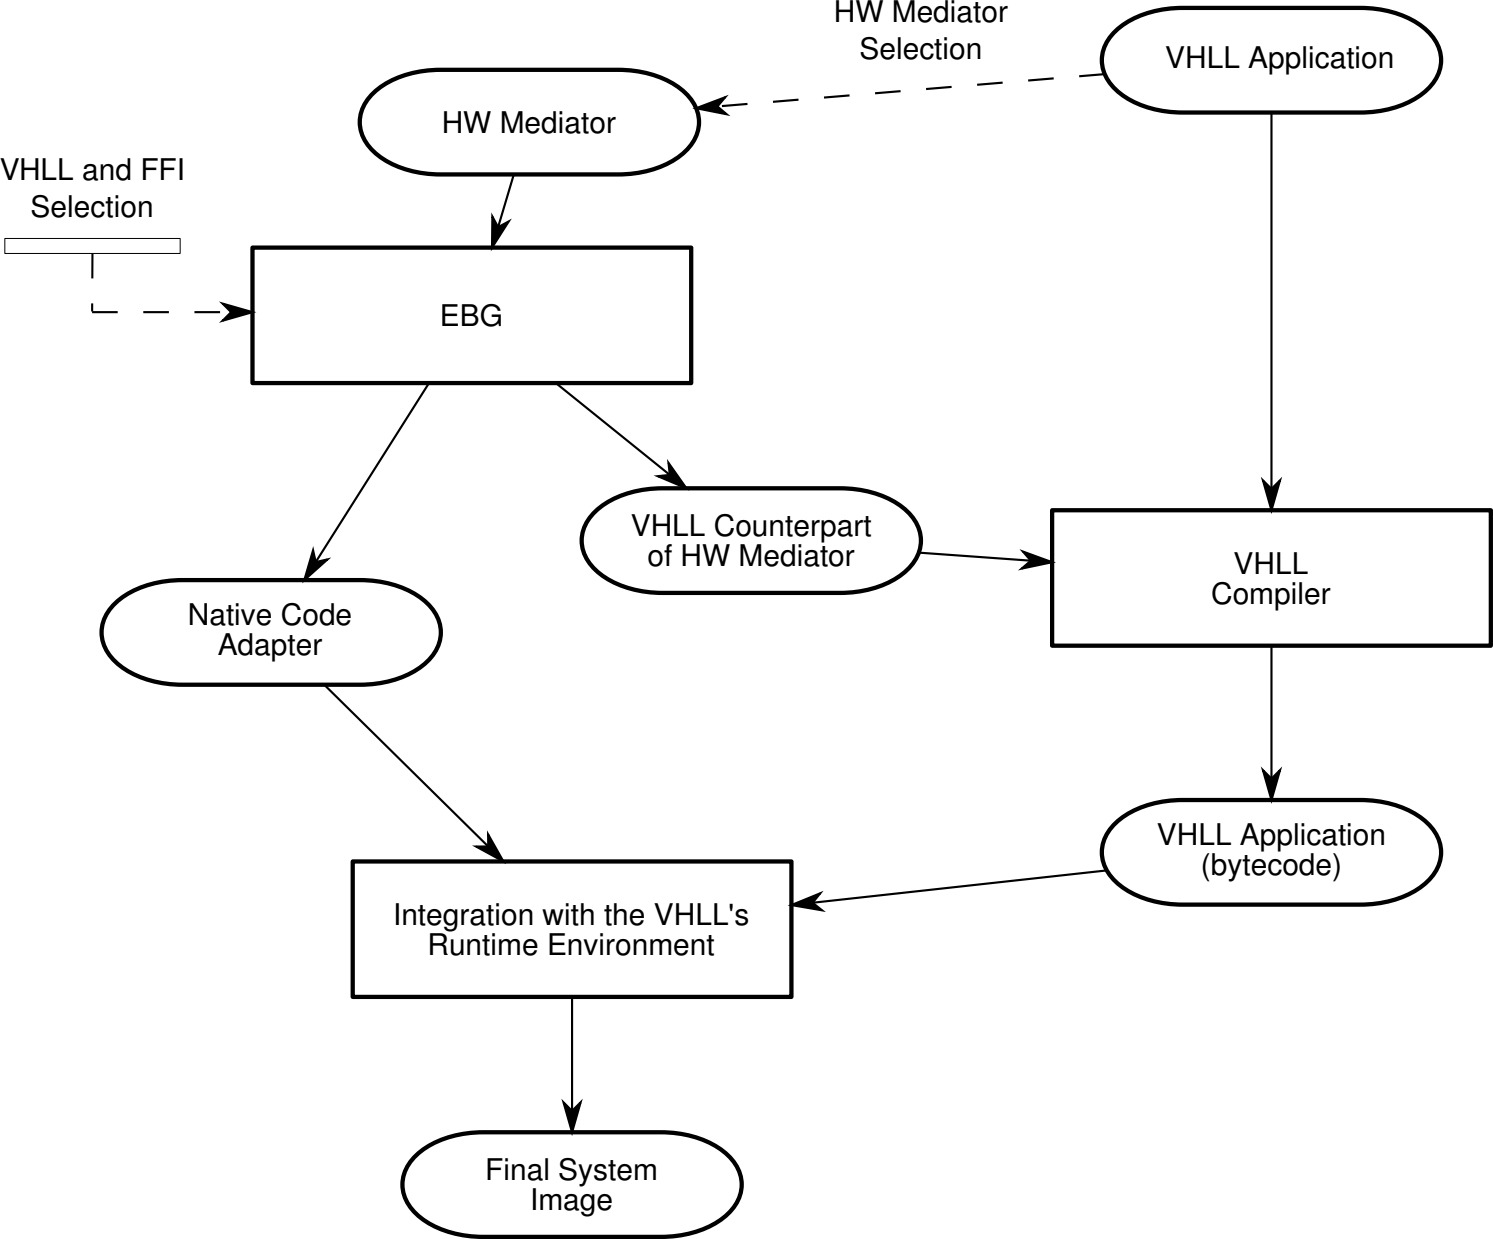 HW Mediator
Selection
VHLL Application
HW Mediator
VHLL and FFI
Selection
EBG
VHLL Counterpart
of HW Mediator
VHLL
Compiler
Native Code
Adapter
VHLL Application
(bytecode)
Integration with the VHLL's
Runtime Environment
Final System
Image